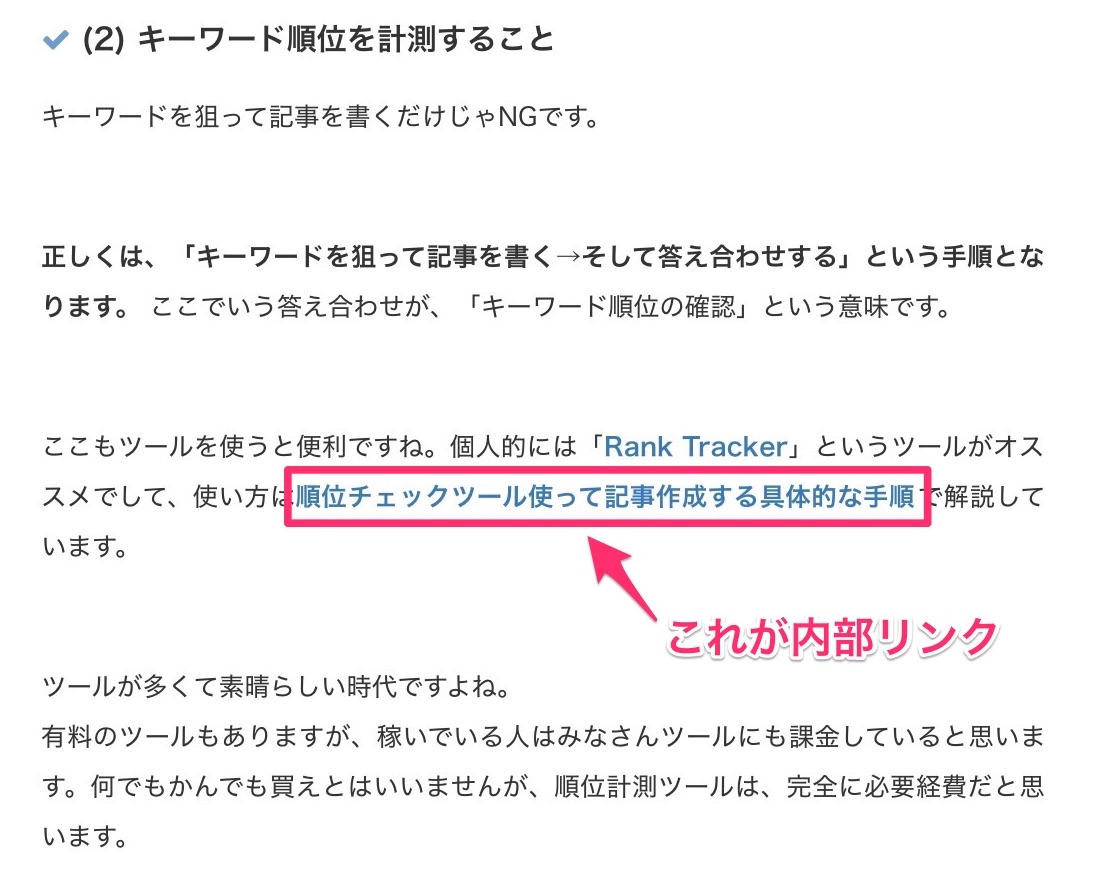 (2) キーワード順位を計測すること
キーワードを狙って記事を書くだけじゃNGです。
正しくは、「キーワードを狙って記事を書く→そして答え合わせする」という手順とな
ります。 ここでいう答え合わせが、「キーワード順位の確認」という意味です。
ここもツールを使うと便利ですね。個人的には「Rank Tracker」というツールがオス
スメでして、使い方は順位チェックツール使って記事作成する具体的な手順で解説して
います。
これが内部リンク
ツールが多くて素晴らしい時代ですよね。
有料のツールもありますが、稼いでいる人はみなさんツールにも課金していると思いま
す。何でもかんでも買えとはいいませんが、順位計測ツールは、完全に必要経費だと思
います。